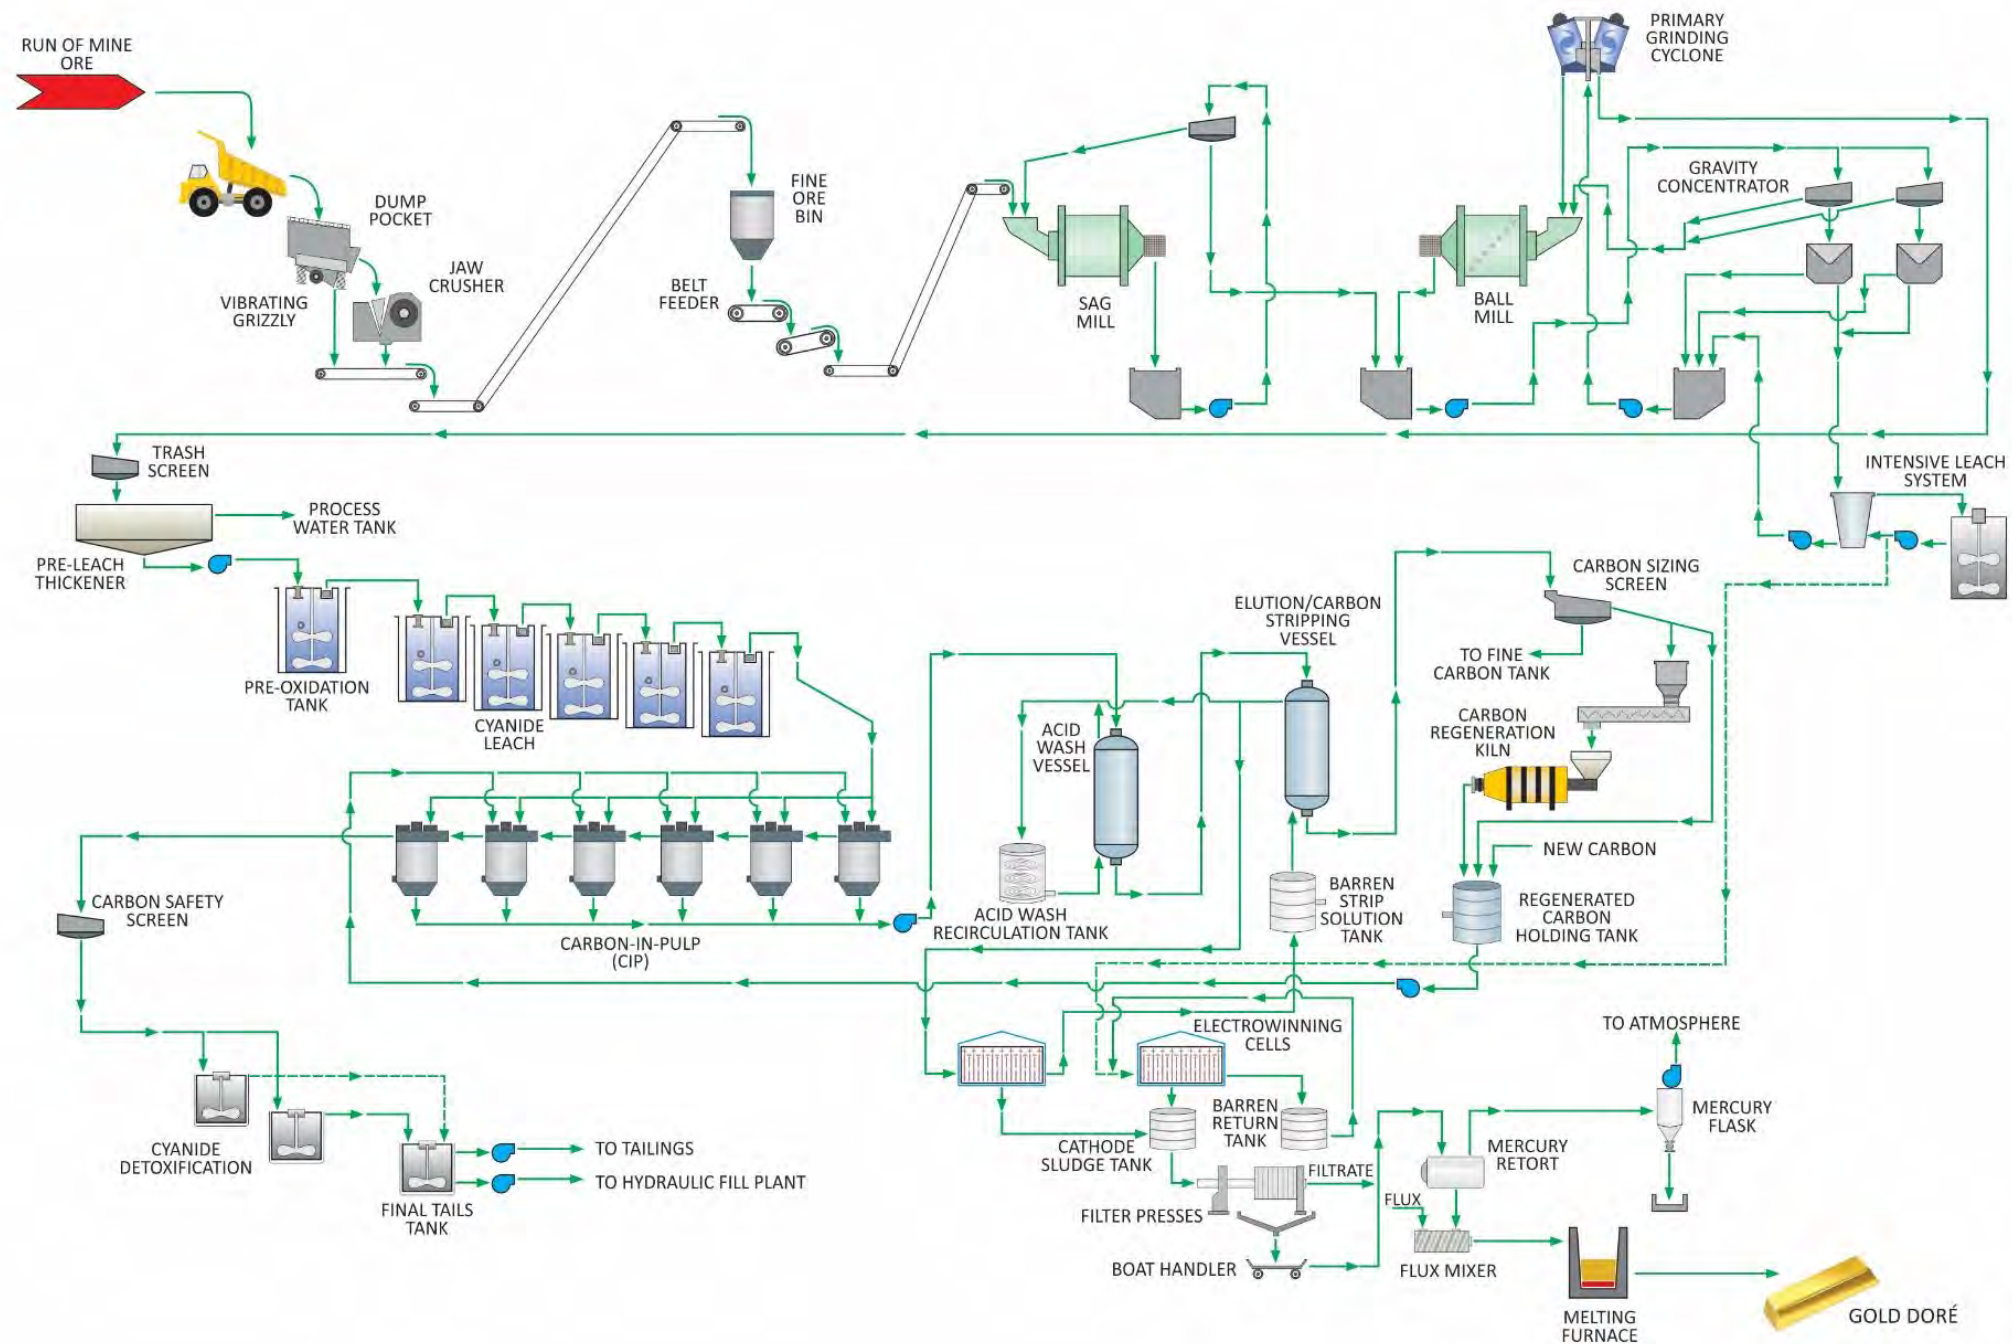 RUN OF MINE
ORE
PRIMARY
GRINDING
CYCLONE
DUMP
POCKET
FINE
ORE
BIN
GRAVITY
CONCENTRATOR
VIBRATING
GRIZZLY
JAW
CRUSHER
BELT
FEEDER
SAG
MILL
BALL
MILL
TRASH
SCREEN
INTENSIVE LEACH
SYSTEM
PROCESS
WATER TANK
PRE-LEACH
THICKENER
CARBON SIZING
SCREEN
ELUTION/CARBON
STRIPPING
VESSEL
TO FINE
CARBON TANK
PRE-OXIDATION
TANK
CYANIDE
LEACH
ACID
WASH
VESSEL
CARBON
REGENERATION
KILN
NEW CARBON
CARBON SAFETY
SCREEN
CARBON-IN-PULP
(CIP)
ACID WASH
RECIRCULATION TANK
BARREN
STRIP
SOLUTION
TANK
REGENERATED
CARBON
HOLDING TANK
ELECTROWINNING
CELLS
TO ATMOSPHERE
CYANIDE
DETOXIFICATION
TO TAILINGS
TO HYDRAULIC FILL PLANT
FINAL TAILS
TANK
CATHODE
SLUDGE TANK
BARREN
RETURN
TANK
MERCURY
RETORT
MERCURY
FLASK
FILTRATE
FILTER PRESSES
FLUX
BOAT HANDLER
FLUX MIXER
MELTING
FURNACE
GOLD DORÉ